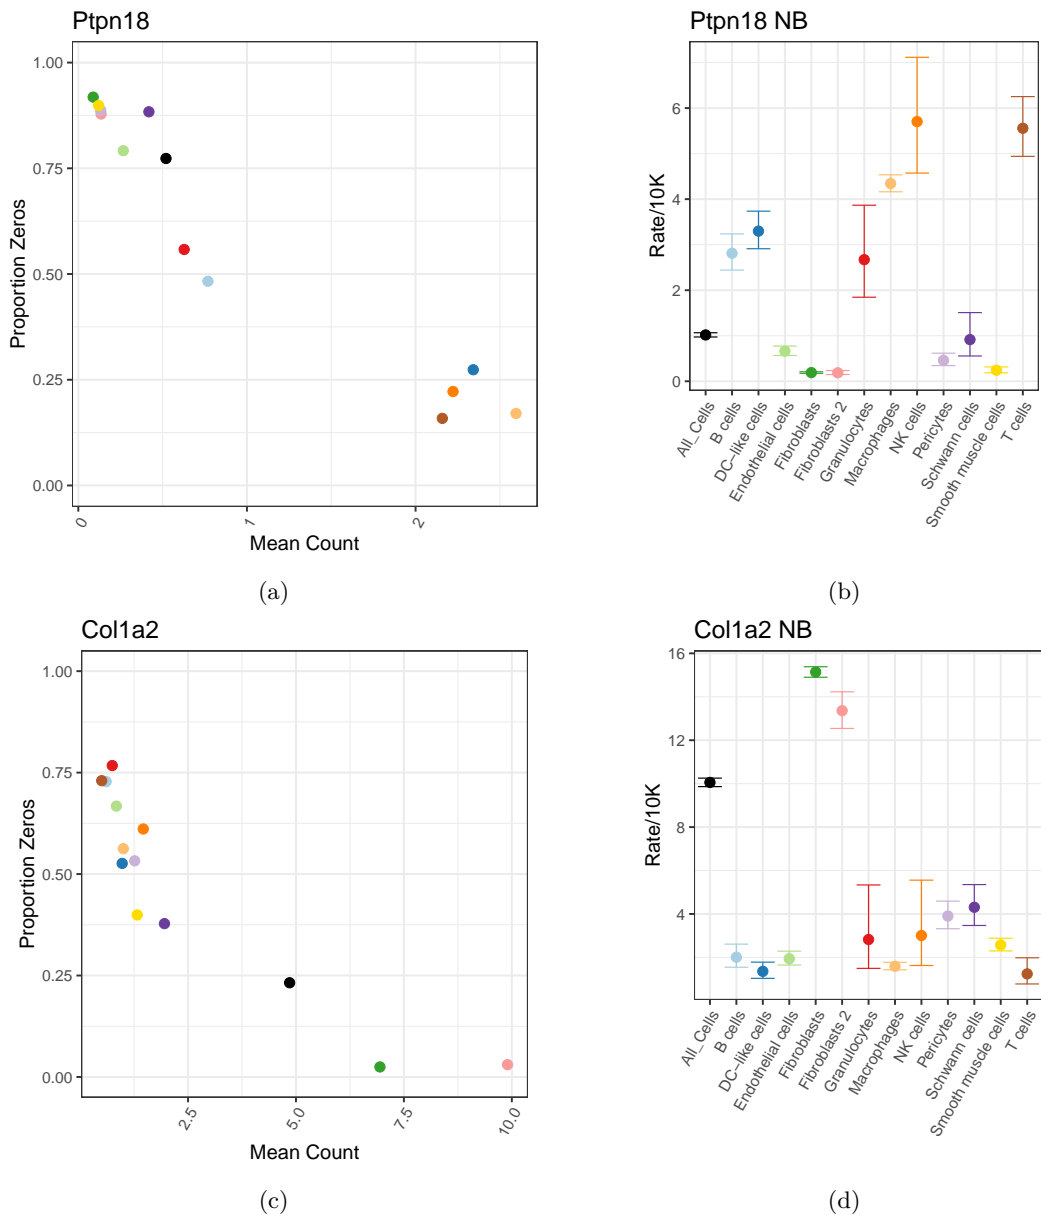 Ptpn18
1.00
0.75
0.50
0.25
0.00
Proportion Zeros
0
1
2
Mean Count
(a)
Ptpn18 NB
6
4
2
0
Rate/10K
All_Cells
B cells
DC−like cells
Endothelial cells
Fibroblasts
Fibroblasts 2
Granulocytes
Macrophages
NK cells
Pericytes
Schwann cells
Smooth muscle cells
T cells
(b)
Col1a2
1.00
0.75
0.50
0.25
0.00
Proportion Zeros
2.5
5.0
7.5
10.0
Mean Count
(c)
Col1a2 NB
16
12
8
4
Rate/10K
All_Cells
B cells
DC−like cells
Endothelial cells
Fibroblasts
Fibroblasts 2
Granulocytes
Macrophages
NK cells
Pericytes
Schwann cells
Smooth muscle cells
T cells
(d)